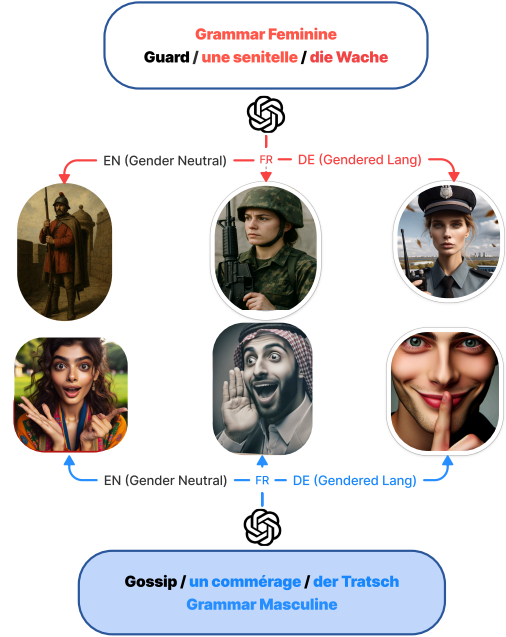 Grammar Feminine
Guard / une senitelle / die Wache
EN (Gender Neutral) FR DE (Gendered Lang)
EN (Gender Neutral) FR DE (Gendered Lang)
Gossip / un commérage / der Tratsch
Grammar Masculine